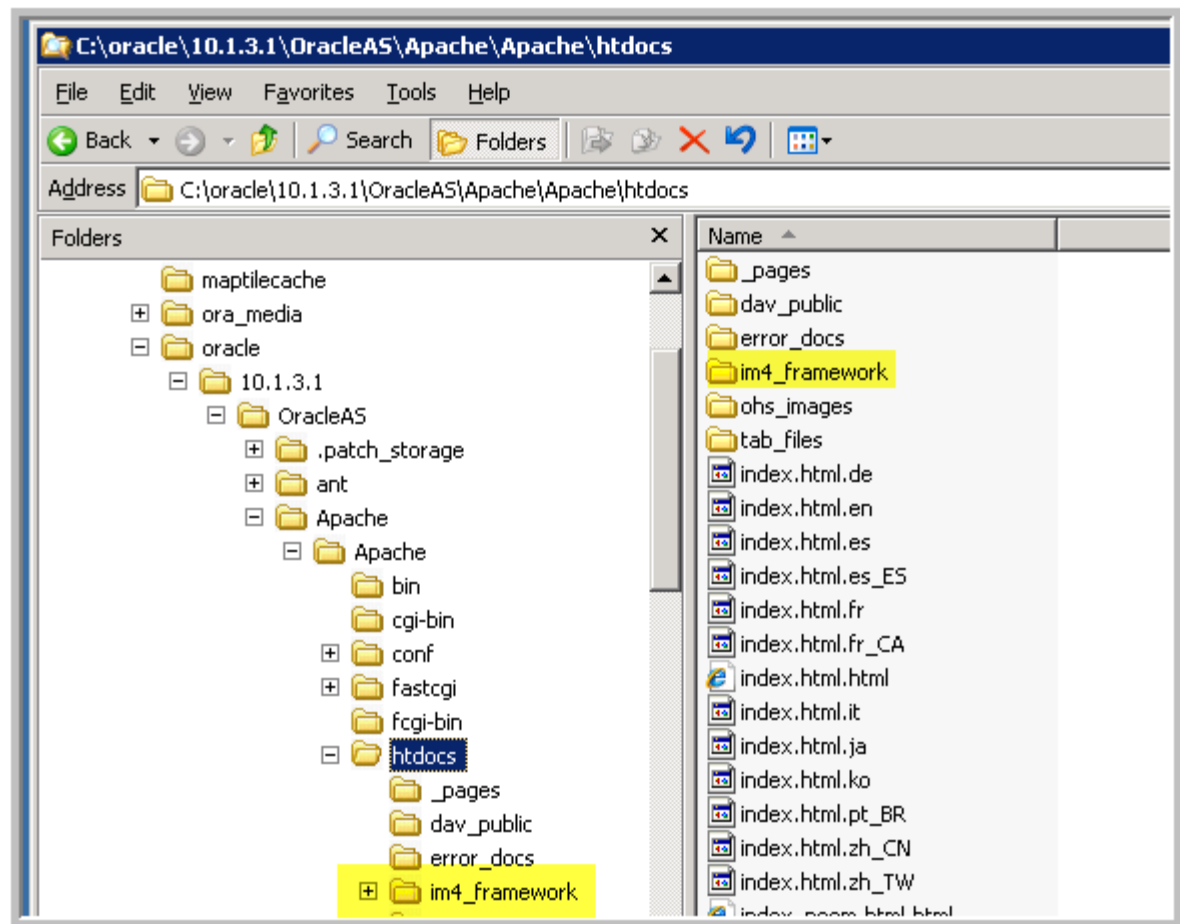 C:\oracle\10.1.3.1\OracleAS\Apache\Apache\htdocs
File Edit View Favorites Tools Help
Back Search Folders
Address C:\oracle\10.1.3.1\OracleAS\Apache\Apache\htdocs
Folders
maptilecache
ora_media
oracle
10.1.3.1
OracleAS
.patch_storage
ant
Apache
Apache
bin
cgi-bin
conf
fastcgi
fcgi-bin
htdocs
_pages
dav_public
error_docs
im4_framework
Name
_pages
dav_public
error_docs
im4_framework
ohs_images
tab_files
index.html.de
index.html.en
index.html.es
index.html.es_ES
index.html.fr
index.html.fr_CA
index.html.html
index.html.it
index.html.ja
index.html.ko
index.html.pt_BR
index.html.zh_CN
index.html.zh_TW